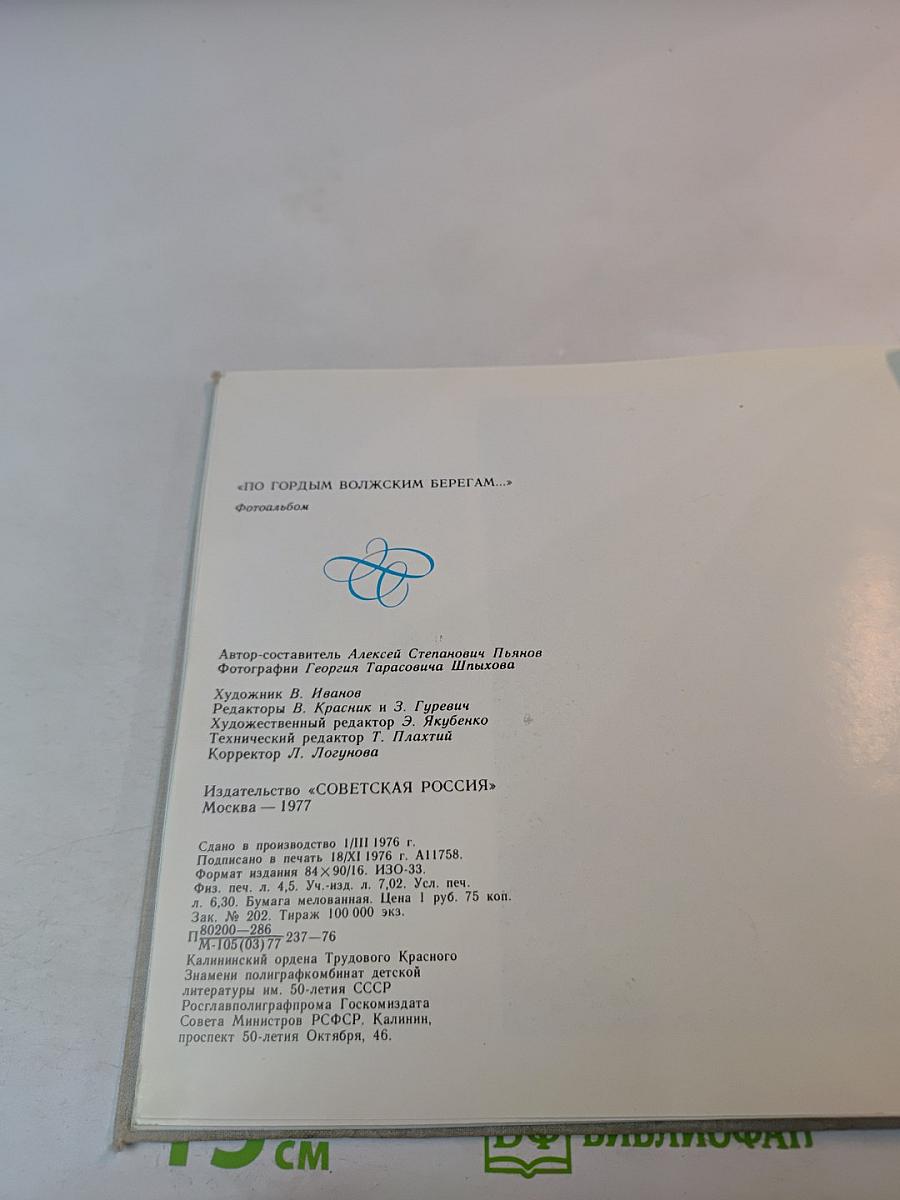 «ПО ГОРДЫМ ВОЛЖСКИМ БЕРЕГАМ...»
Фотоальбом
Автор-составитель Алексей Степанович Пьянов
Фотографии Георгия Тарасовича Шпыхова
Художник В. Иванов
Редакторы В. Красник и З. Гуревич
Художественный редактор Э. Якубенко
Технический редактор Т. Плахтий
Корректор Л. Логунова
Издательство «СОВЕТСКАЯ РОССИЯ»
Москва — 1977
Сдано в производство 1/III 1976 г.
Подписано в печать 18/XI 1976 г. А11758.
Формат издания 84×90/16. ИЗО-33.
Физ. печ. л. 4,5. Уч.-изд. л. 7,02. Усл. печ.
л. 6,30. Бумага мелованная. Цена 1 руб. 75 коп.
Зак. № 202. Тираж 100 000 экз.
80200—286
П 237—76
М-105(03)77
Калининский ордена Трудового Красного
Знамени полиграфкомбинат детской
литературы им. 50-летия СССР
Росглавполиграфпрома Госкомиздата
Совета Министров РСФСР. Калинин,
проспект 50-летия Октября, 46.
см
БФ БИБЛИОФАН